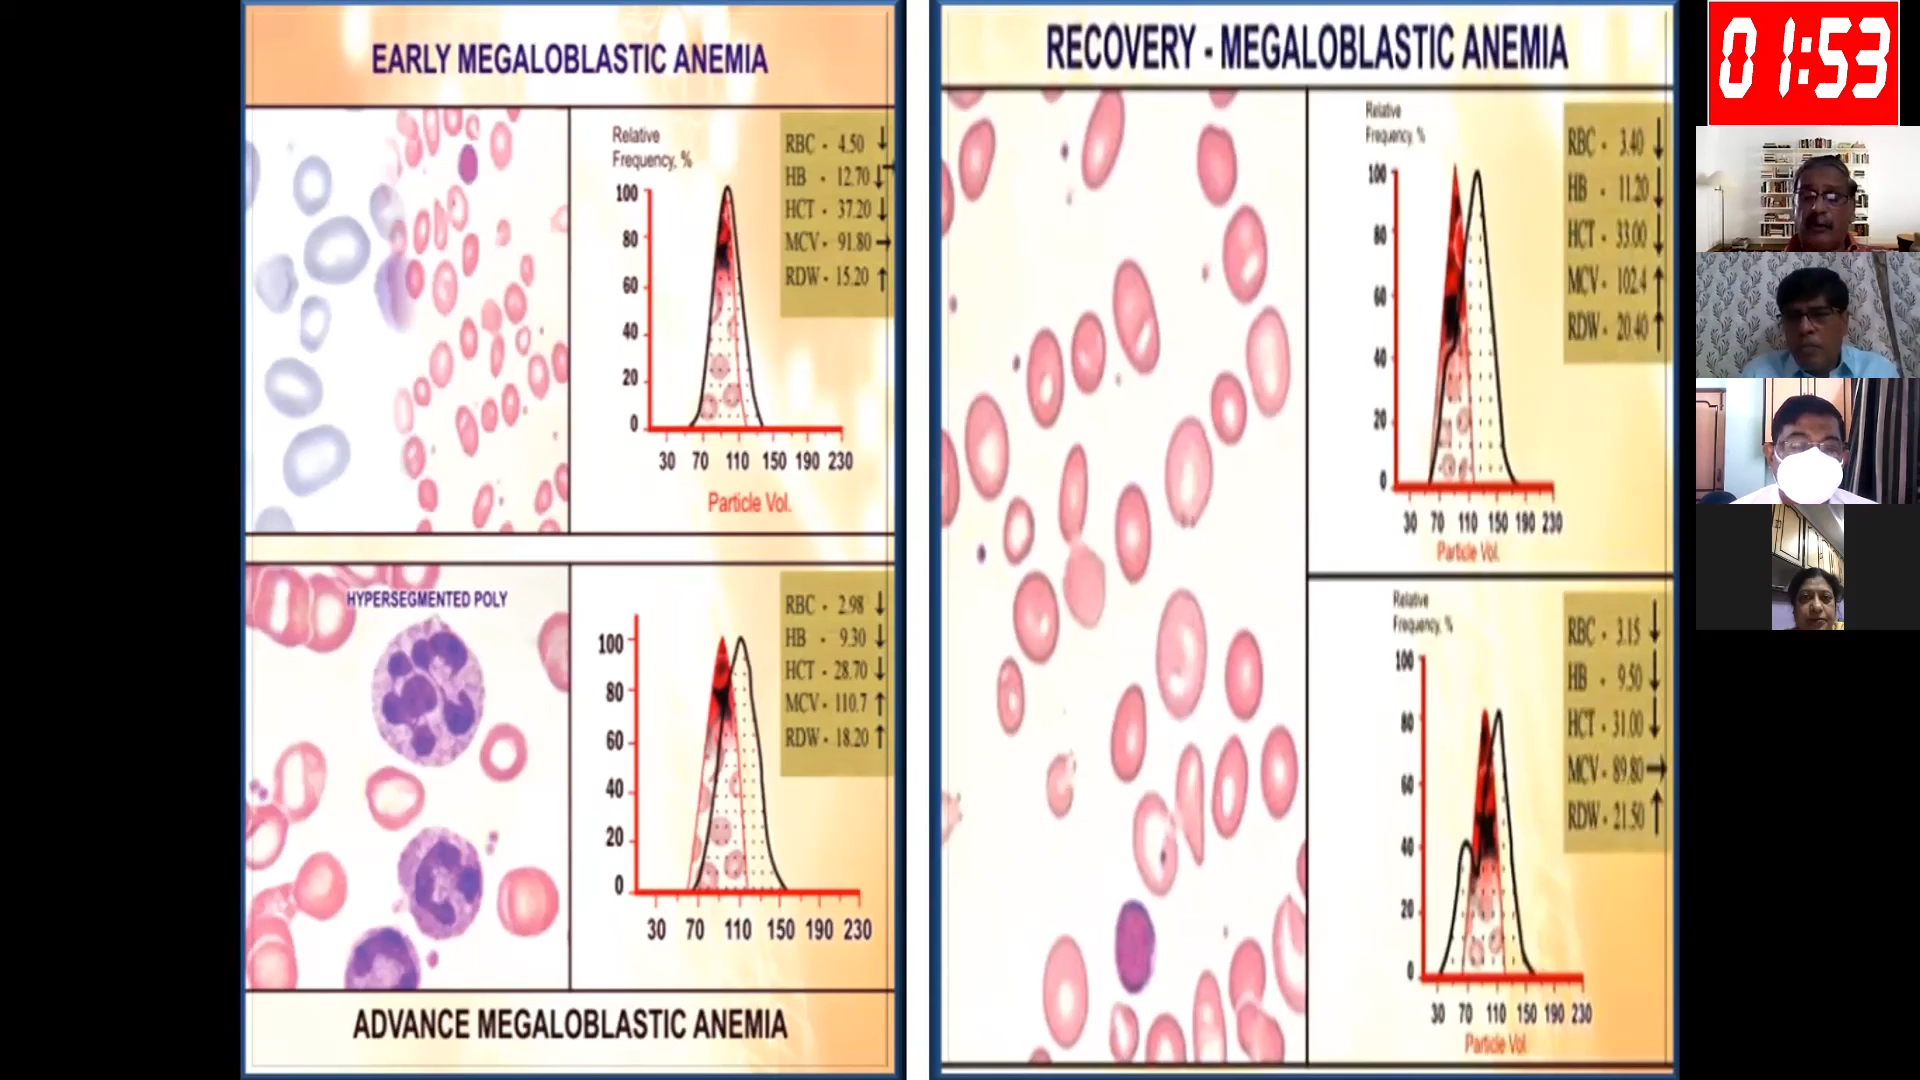 EARLY MEGALOBLASTIC ANEMIA
Relative
Frequency, %
100
80
60
40
20
0
30 70 110 150 190 230
Particle Vol.
RBC - 4.50 ↓
HB - 12.70 ↓
HCT - 37.20 ↓
MCV - 91.80 →
RDW - 15.20 ↑
HYPERSEGMENTED POLY
100
80
60
40
20
0
30 70 110 150 190 230
RBC - 2.98 ↓
HB - 9.30 ↓
HCT - 28.70 ↓
MCV - 110.7 ↑
RDW - 18.20 ↑
ADVANCE MEGALOBLASTIC ANEMIA
RECOVERY - MEGALOBLASTIC ANEMIA
Relative
Frequency, %
100
80
60
40
20
0
30 70 110 150 190 230
Particle Vol.
RBC - 3.40 ↓
HB - 11.20 ↓
HCT - 33.00 ↓
MCV - 102.4 ↑
RDW - 20.40 ↑
Relative
Frequency, %
100
80
60
40
20
0
30 70 110 150 190 230
Particle Vol.
RBC - 3.15 ↓
HB - 9.50 ↓
HCT - 31.00 ↓
MCV - 89.80 →
RDW - 21.50 ↑
01:53